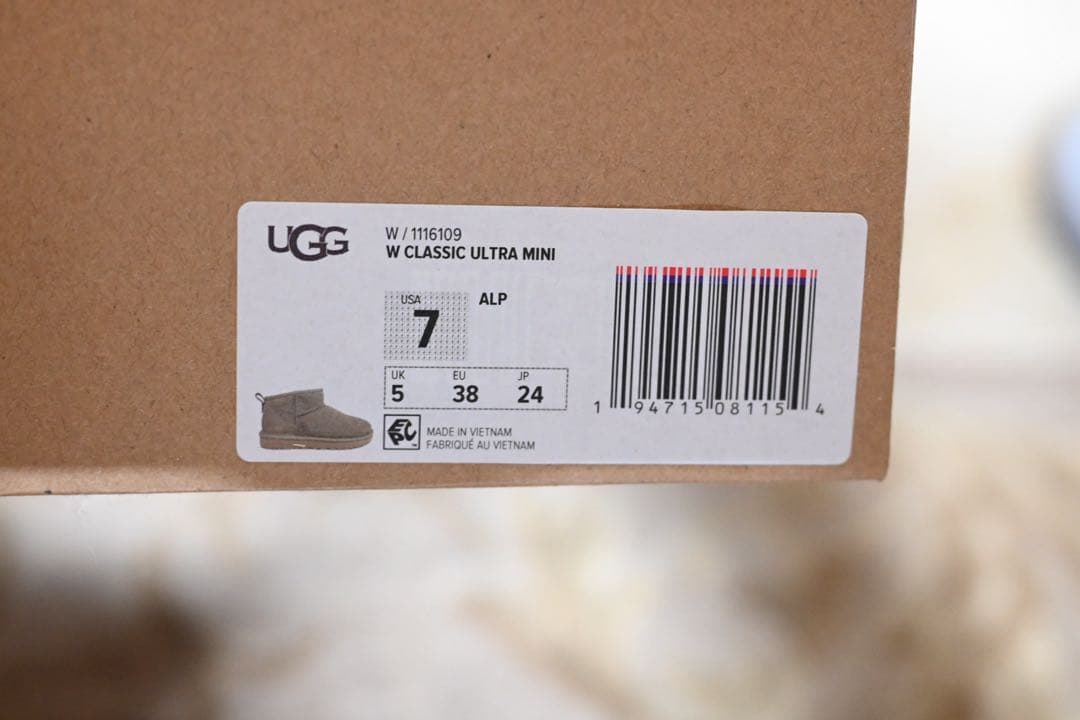 UGG
W / 1116109
W CLASSIC ULTRA MINI
USA
7
ALP
UK EU JP
5 38 24
EPC
MADE IN VIETNAM
FABRIQUÉ AU VIETNAM
1 94715 08115 4